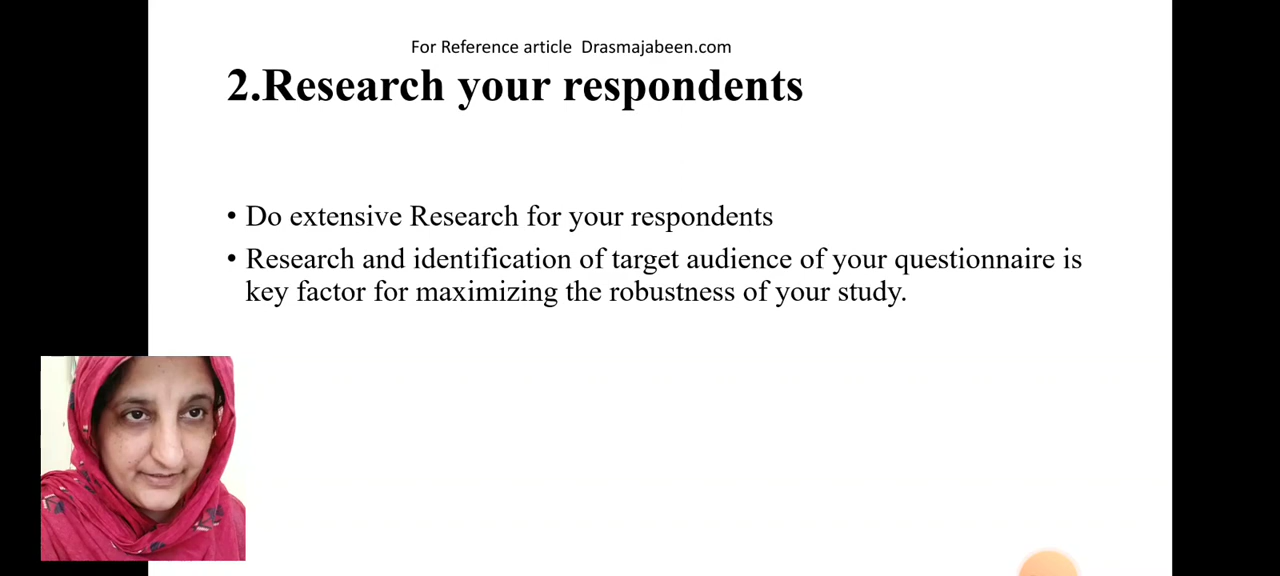 For Reference article Drasmajabeen.com
2.Research your respondents
• Do extensive Research for your respondents
• Research and identification of target audience of your questionnaire is
key factor for maximizing the robustness of your study.